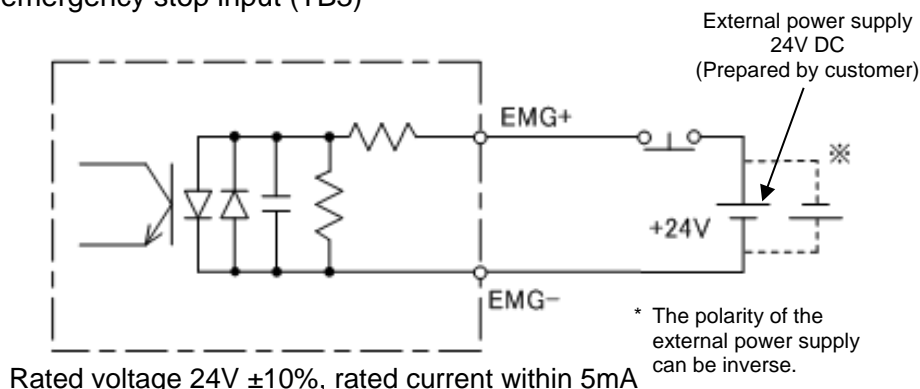 emergency stop input (TB3)
External power supply
24V DC
(Prepared by customer)
EMG+
※
+24V
EMG−
* The polarity of the
external power supply
can be inverse.
Rated voltage 24V ±10%, rated current within 5mA